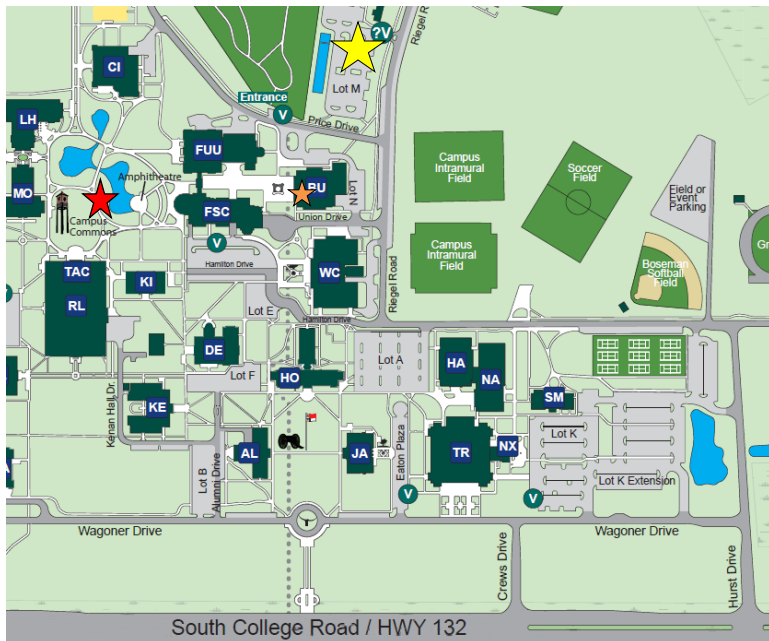 ?V
Riegel R
CI
Lot M
Entrance
V
LH
Price Drive
FUU
MO
Amphitheatre
BU
Lot N
Campus
Intramural
Field
Soccer
Field
Field or
Event
Parking
Campus
Commons
FSC
Union Drive
V
Hamilton Drive
WC
Riegel Road
Campus
Intramural
Field
Boseman
Softball
Field
Gr
TAC
RL
KI
Lot E
Hamilton Drive
DE
Lot F
HO
Lot A
HA
NA
Kenan Hall Dr.
KE
SM
AL
JA
Eaton Plaza
TR
NX
Lot K
Lot B
Alumni Drive
A
V
V
Lot K Extension
Wagoner Drive
Crews Drive
Wagoner Drive
Hurst Drive
South College Road / HWY 132